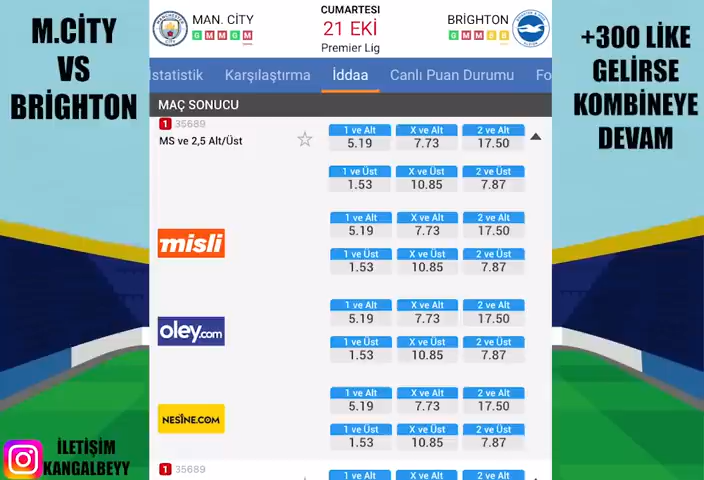 M.CİTY
VS
BRİGHTON
MAN. CİTY
G M M G M
CUMARTESİ
21 EKİ
Premier Lig
BRİGHTON
G M M B B
+300 LİKE
GELİRSE
KOMBİNEYE
DEVAM
istatistik Karşılaştırma İddaa Canlı Puan Durumu Fo
MAÇ SONUCU
1 35689
MS ve 2,5 Alt/Üst
1 ve Alt X ve Alt 2 ve Alt
5.19 7.73 17.50
1 ve Üst X ve Üst 2 ve Üst
1.53 10.85 7.87
misli
1 ve Alt X ve Alt 2 ve Alt
5.19 7.73 17.50
1 ve Üst X ve Üst 2 ve Üst
1.53 10.85 7.87
oley.com
1 ve Alt X ve Alt 2 ve Alt
5.19 7.73 17.50
1 ve Üst X ve Üst 2 ve Üst
1.53 10.85 7.87
NESİNE.COM
1 ve Alt X ve Alt 2 ve Alt
5.19 7.73 17.50
1 ve Üst X ve Üst 2 ve Üst
1.53 10.85 7.87
1 35689
1 ve Alt X ve Alt 2 ve Alt
İLETİŞİM
KANGALBEYY